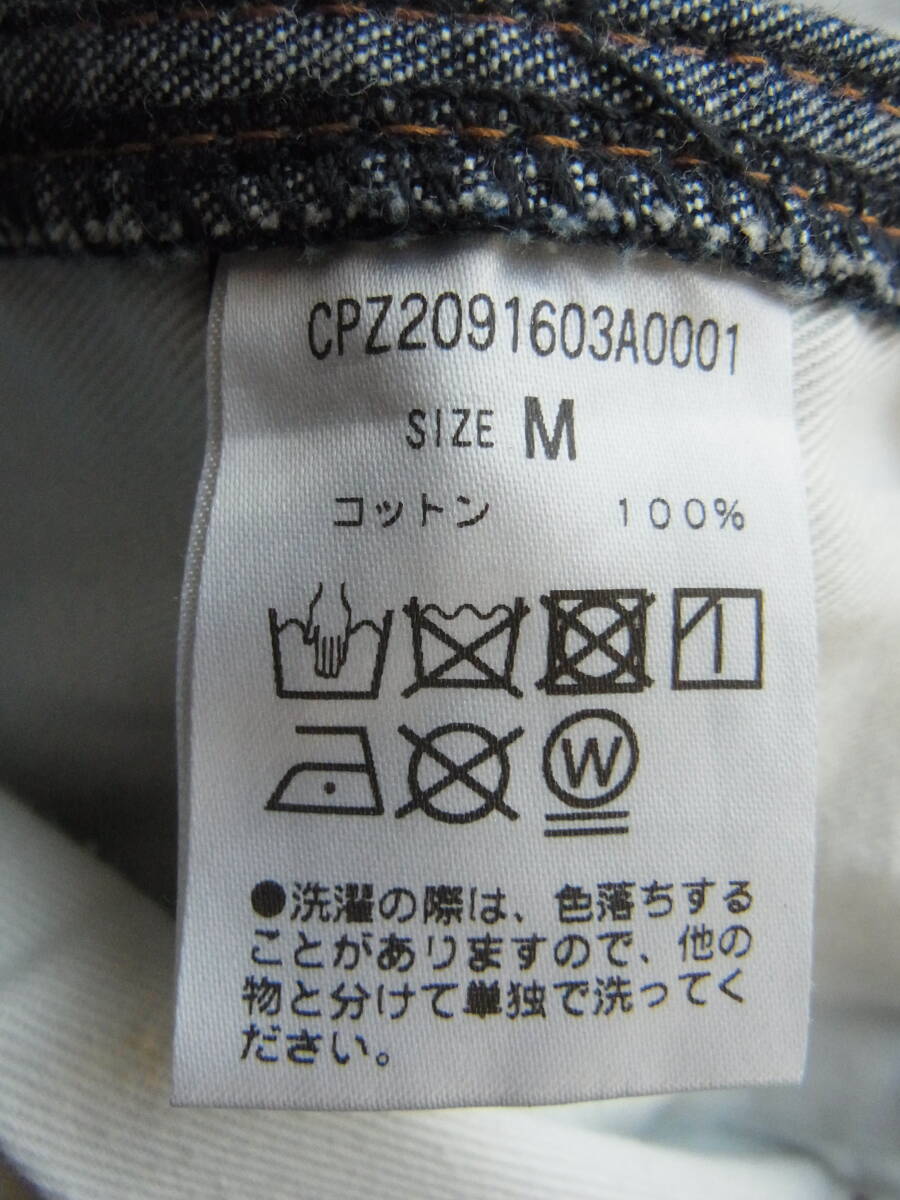 CPZ2091603A0001
SIZE M
コットン 100%
W
●洗濯の際は、色落ちする
ことがありますので、他の
物と分けて単独で洗ってく
ださい。